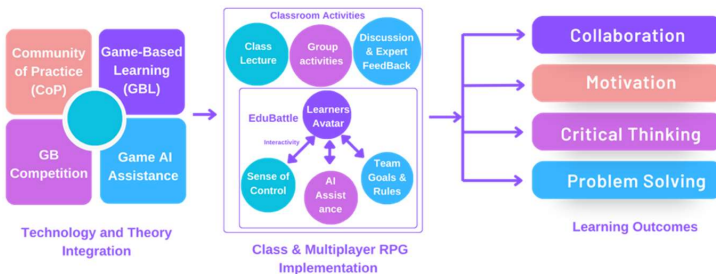 Community
of Practice
(CoP)
Game-Based
Learning
(GBL)
GB
Competition
Game AI
Assistance
Technology and Theory
Integration
Classroom Activities
Class
Lecture
Group
activities
Discussion
& Expert
FeedBack
EduBattle
Learners
Avatar
Interactivity
Sense of
Control
AI
Assist
ance
Team
Goals &
Rules
Class & Multiplayer RPG
Implementation
Collaboration
Motivation
Critical Thinking
Problem Solving
Learning Outcomes